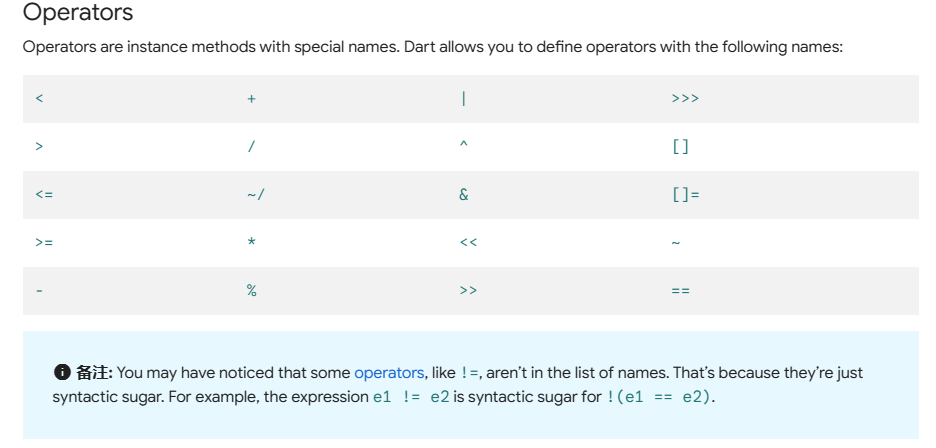 Operators
Operators are instance methods with special names. Dart allows you to define operators with the following names:
< + | >>>
> / ^ []
<= ~/ & []=
>= * << ~
- % >> ==
备注: You may have noticed that some operators, like !=, aren't in the list of names. That's because they're just
syntactic sugar. For example, the expression e1 != e2 is syntactic sugar for !(e1 == e2).